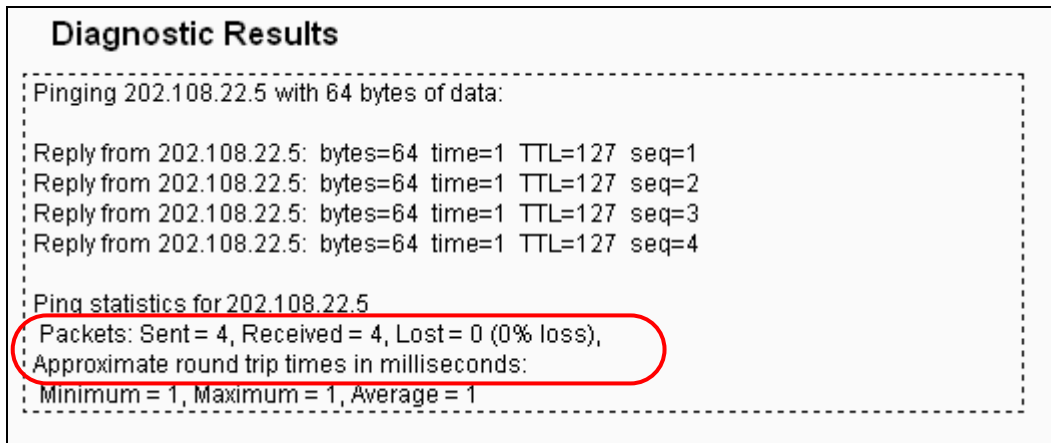 Diagnostic Results
Pinging 202.108.22.5 with 64 bytes of data:
Reply from 202.108.22.5: bytes=64 time=1 TTL=127 seq=1
Reply from 202.108.22.5: bytes=64 time=1 TTL=127 seq=2
Reply from 202.108.22.5: bytes=64 time=1 TTL=127 seq=3
Reply from 202.108.22.5: bytes=64 time=1 TTL=127 seq=4
Ping statistics for 202.108.22.5
Packets: Sent = 4, Received = 4, Lost = 0 (0% loss),
Approximate round trip times in milliseconds:
Minimum = 1, Maximum = 1, Average = 1